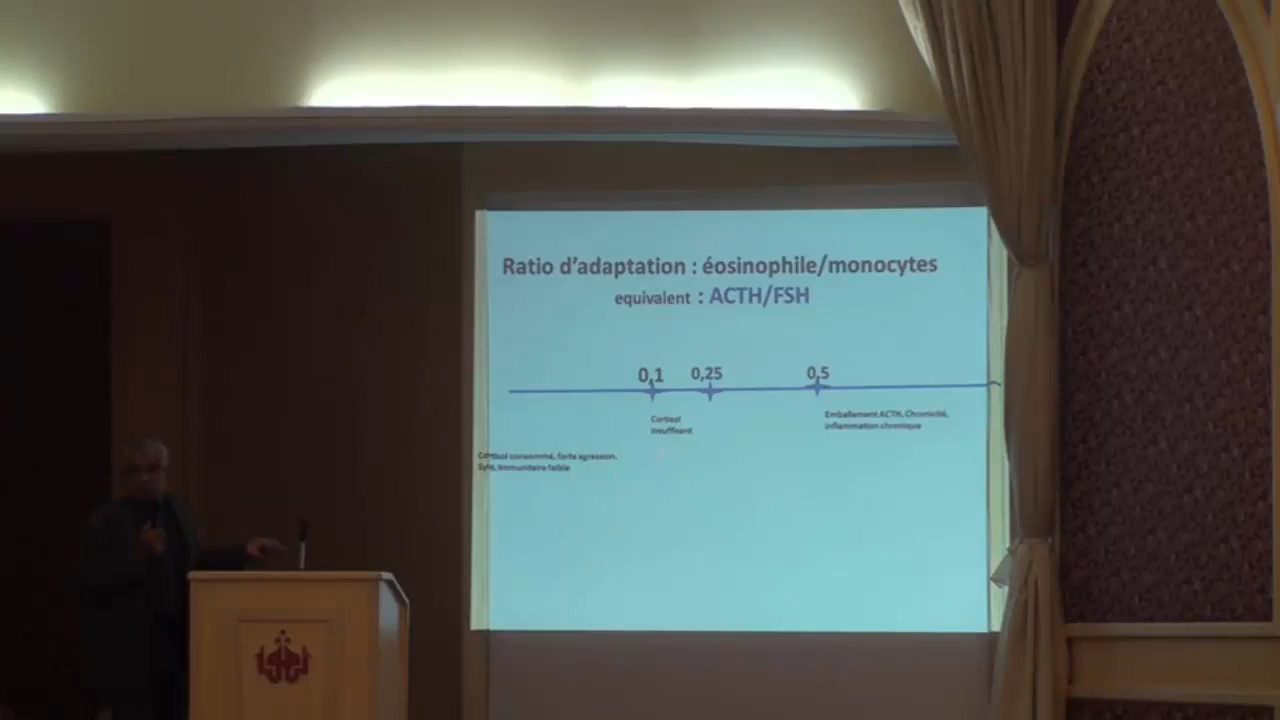 Ratio d'adaptation : éosinophile/monocytes
equivalent : ACTH/FSH
0,1 0,25 0,5
Cortisol
insuffisant
Emballement ACTH, Chronicité,
inflammation chronique
Cortisol consommé, forte agression.
Syte, immunitaire faible